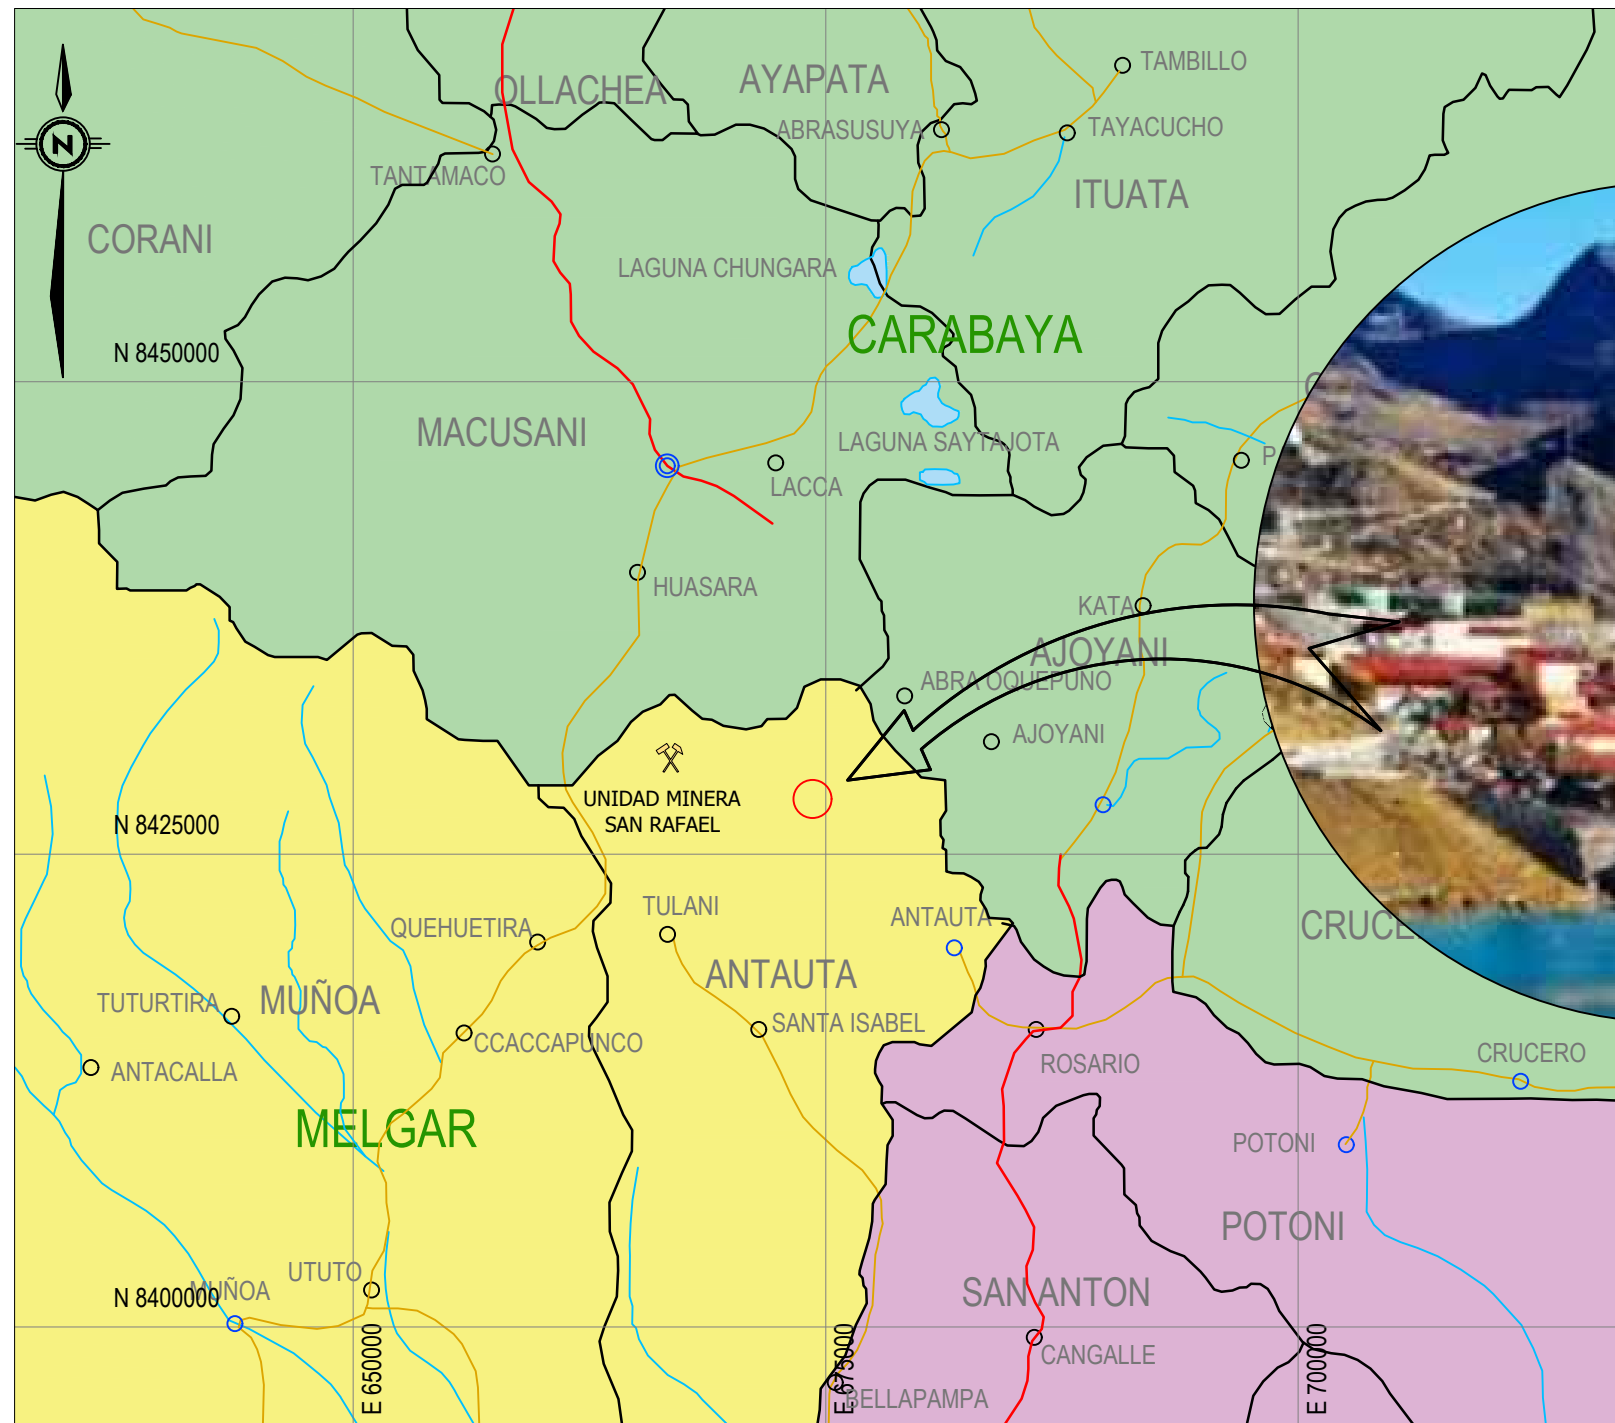 TAMBILLO
OLLACHEA
AYAPATA
ABRASUSUYA
TAYACUCHO
N
TANTAMACO
ITUATA
CORANI
LAGUNA CHUNGARA
CARABAYA
N 8450000
MACUSANI
LAGUNA SAYTAJOTA
P
LACCA
HUASARA
KATA
AJOYANI
ABRA OQUEPUÑO
AJOYANI
UNIDAD MINERA
SAN RAFAEL
N 8425000
TULANI
ANTAUTA
QUEHUETIRA
CRUCE
ANTAUTA
TUTURTIRA
MUÑOA
SANTA ISABEL
CCACCAPUNCO
ROSARIO
CRUCERO
ANTACALLA
MELGAR
POTONI
POTONI
UTUTO
MUÑOA
N 8400000
SAN ANTON
CANGALLE
E 650000
E 675000
E 700000
BELLAPAMPA